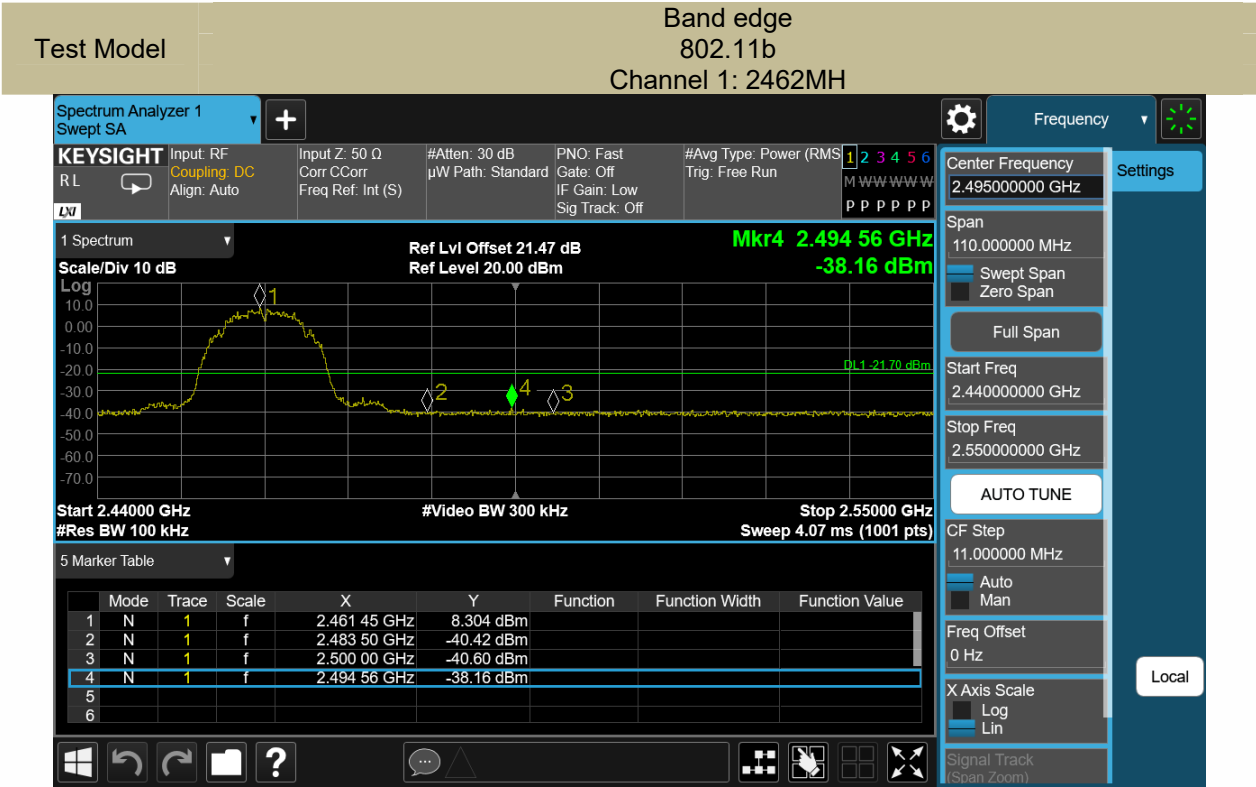 Test Model
Band edge
802.11b
Channel 1: 2462MH
Spectrum Analyzer 1
Swept SA
+
Frequency
KEYSIGHT
R L
LXI
Input: RF
Coupling: DC
Align: Auto
Input Z: 50 Ω
Corr CCorr
Freq Ref: Int (S)
#Atten: 30 dB
µW Path: Standard
PNO: Fast
Gate: Off
IF Gain: Low
Sig Track: Off
#Avg Type: Power (RMS
Trig: Free Run
1 2 3 4 5 6
M W W W W W
P P P P P P
1 Spectrum
Scale/Div 10 dB
Ref Lvl Offset 21.47 dB
Ref Level 20.00 dBm
Mkr4 2.494 56 GHz
-38.16 dBm
Log
10.0
0.00
-10.0
-20.0
-30.0
-40.0
-50.0
-60.0
-70.0
1
2
4
3
DL1 -21.70 dBm
Start 2.44000 GHz
#Res BW 100 kHz
#Video BW 300 kHz
Stop 2.55000 GHz
Sweep 4.07 ms (1001 pts)
5 Marker Table
Mode Trace Scale X Y Function Function Width Function Value
1 N 1 f 2.461 45 GHz 8.304 dBm
2 N 1 f 2.483 50 GHz -40.42 dBm
3 N 1 f 2.500 00 GHz -40.60 dBm
4 N 1 f 2.494 56 GHz -38.16 dBm
5
6
?
Center Frequency
2.495000000 GHz
Span
110.000000 MHz
Swept Span
Zero Span
Full Span
Start Freq
2.440000000 GHz
Stop Freq
2.550000000 GHz
AUTO TUNE
CF Step
11.000000 MHz
Auto
Man
Freq Offset
0 Hz
X Axis Scale
Log
Lin
Signal Track
(Span Zoom)
Settings
Local